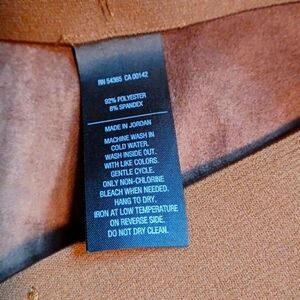 RN 54365 CA 00142
92% POLYESTER
8% SPANDEX
MADE IN JORDAN
MACHINE WASH IN
COLD WATER.
WASH INSIDE OUT.
WITH LIKE COLORS.
GENTLE CYCLE.
ONLY NON-CHLORINE
BLEACH WHEN NEEDED.
HANG TO DRY.
IRON AT LOW TEMPERATURE
ON REVERSE SIDE.
DO NOT DRY CLEAN.